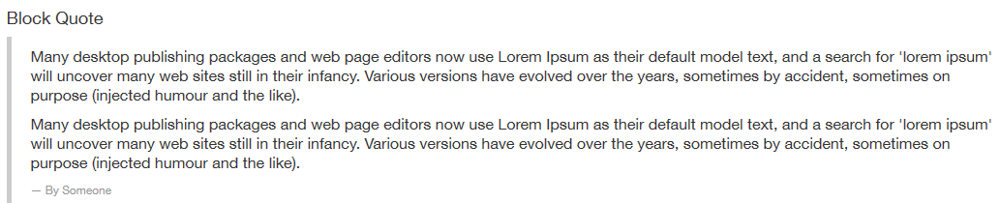 Block Quote
Many desktop publishing packages and web page editors now use Lorem Ipsum as their default model text, and a search for 'lorem ipsum'
will uncover many web sites still in their infancy. Various versions have evolved over the years, sometimes by accident, sometimes on
purpose (injected humour and the like).
Many desktop publishing packages and web page editors now use Lorem Ipsum as their default model text, and a search for 'lorem ipsum'
will uncover many web sites still in their infancy. Various versions have evolved over the years, sometimes by accident, sometimes on
purpose (injected humour and the like).
— By Someone